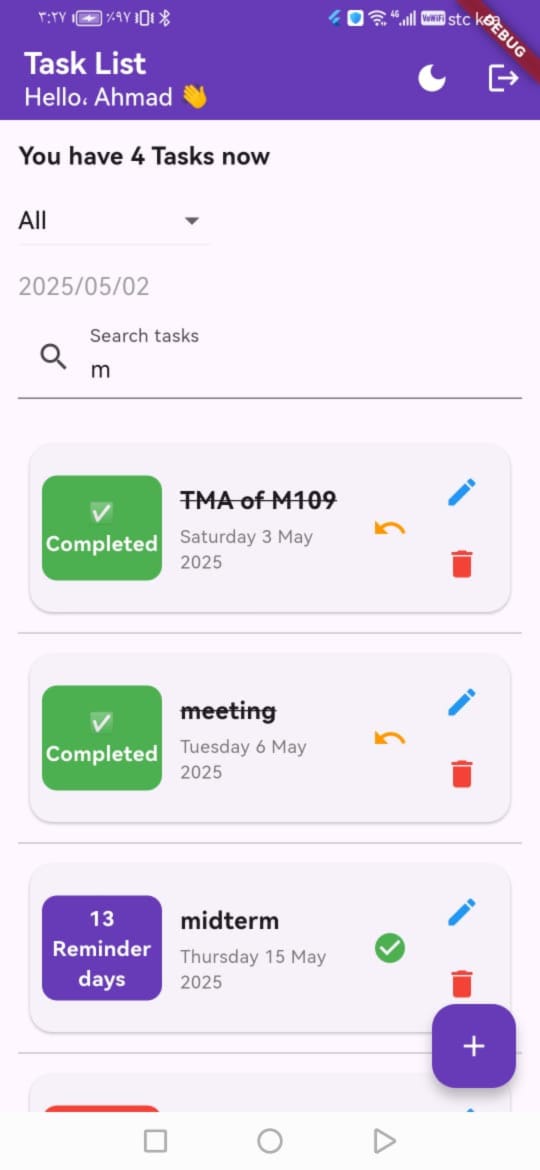 ٣:٢٧ ٪٩٧ 4G VoWiFi stc
DEBUG
Task List
Hello، Ahmad 👋
You have 4 Tasks now
All
2025/05/02
Search tasks
m
✅
Completed
TMA of M109
Saturday 3 May
2025
✅
Completed
meeting
Tuesday 6 May
2025
13
Reminder
days
midterm
Thursday 15 May
2025
+